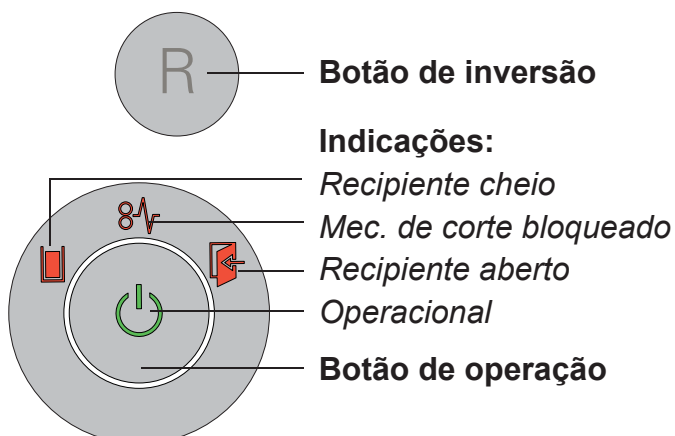 R
Botão de inversão
Indicações:
Recipiente cheio
Mec. de corte bloqueado
Recipiente aberto
Operacional
Botão de operação